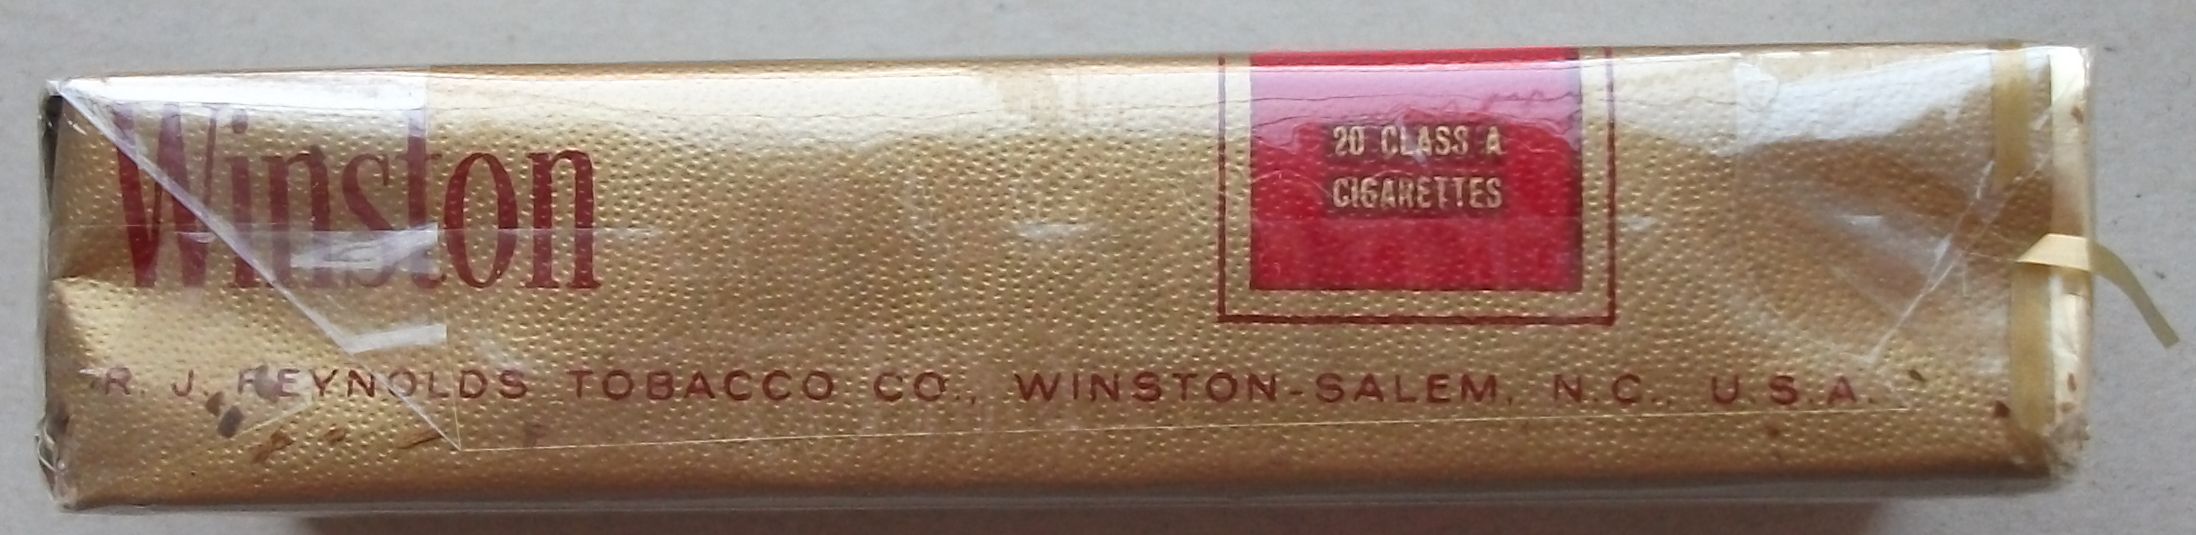 Winston
20 CLASS A
CIGARETTES
R. J. REYNOLDS TOBACCO CO., WINSTON-SALEM, N.C., U.S.A.